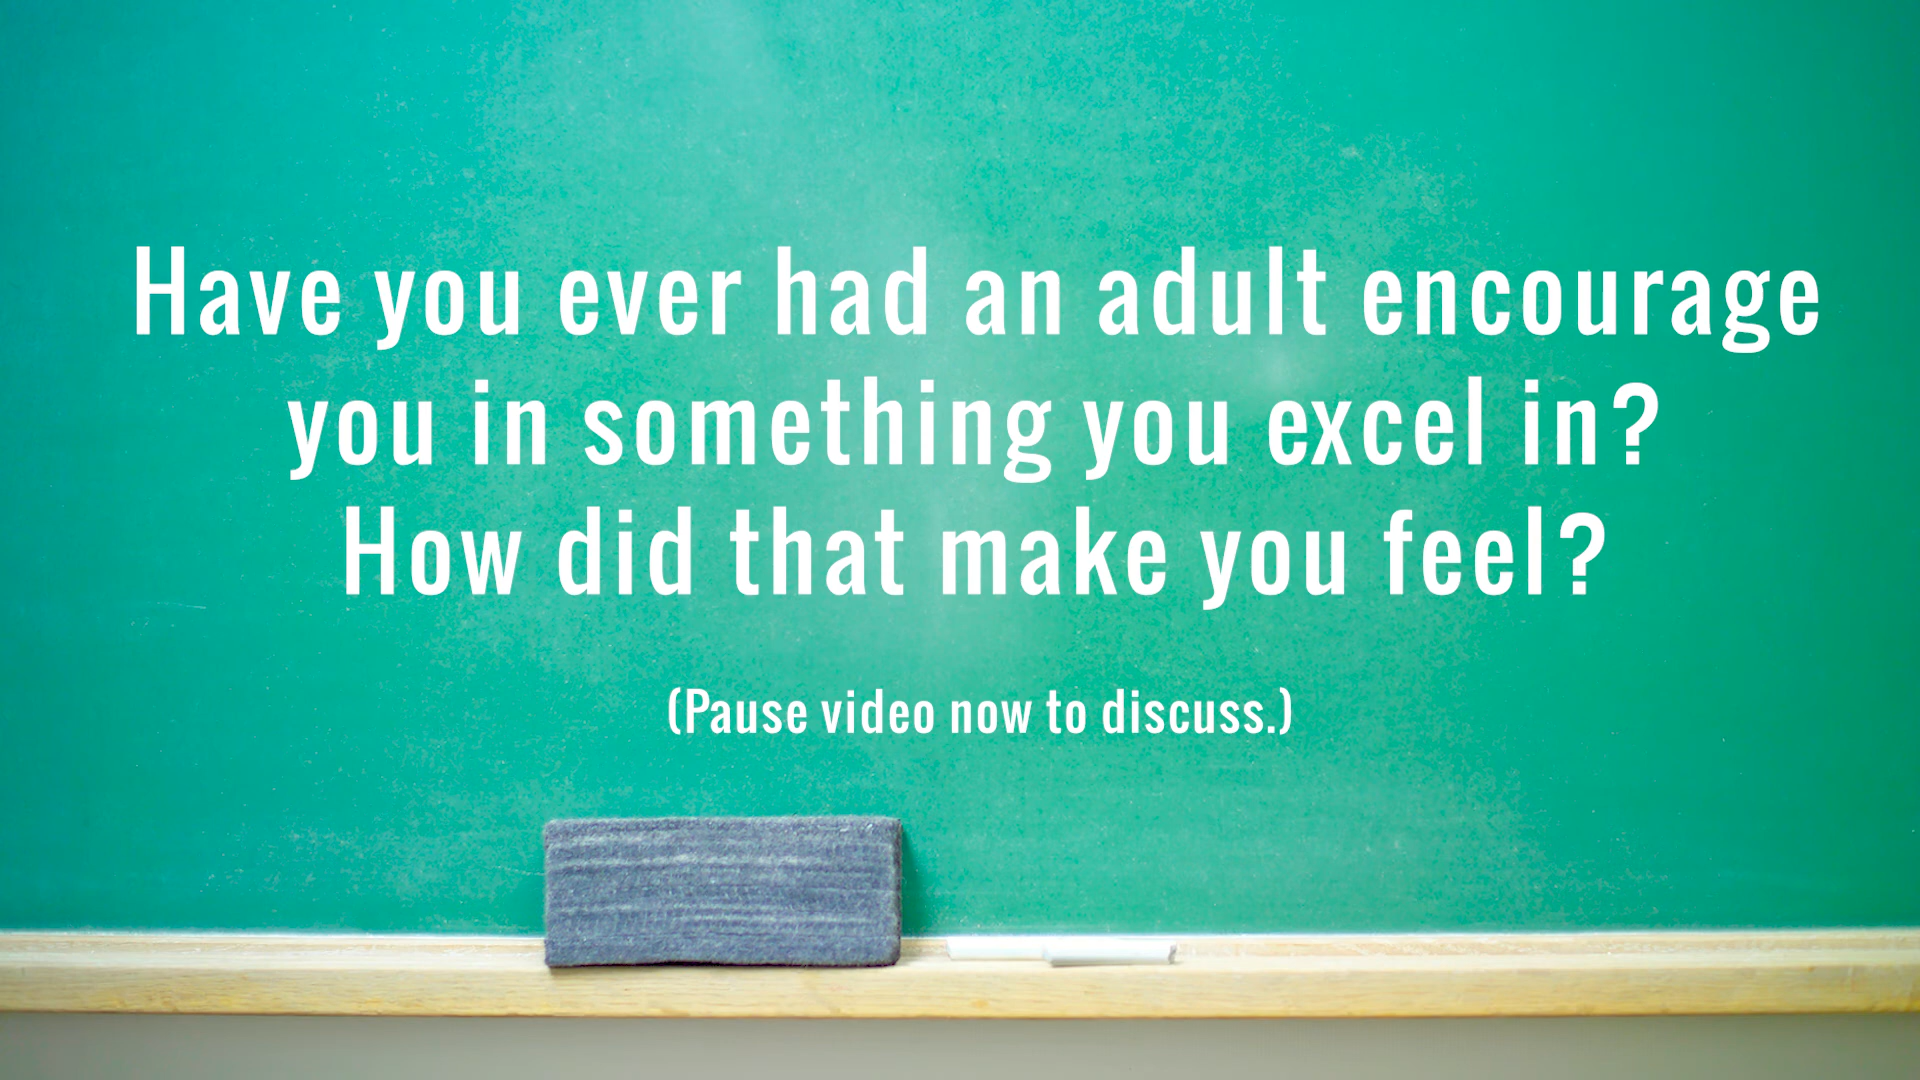 Have you ever had an adult encourage
you in something you excel in?
How did that make you feel?
(Pause video now to discuss.)